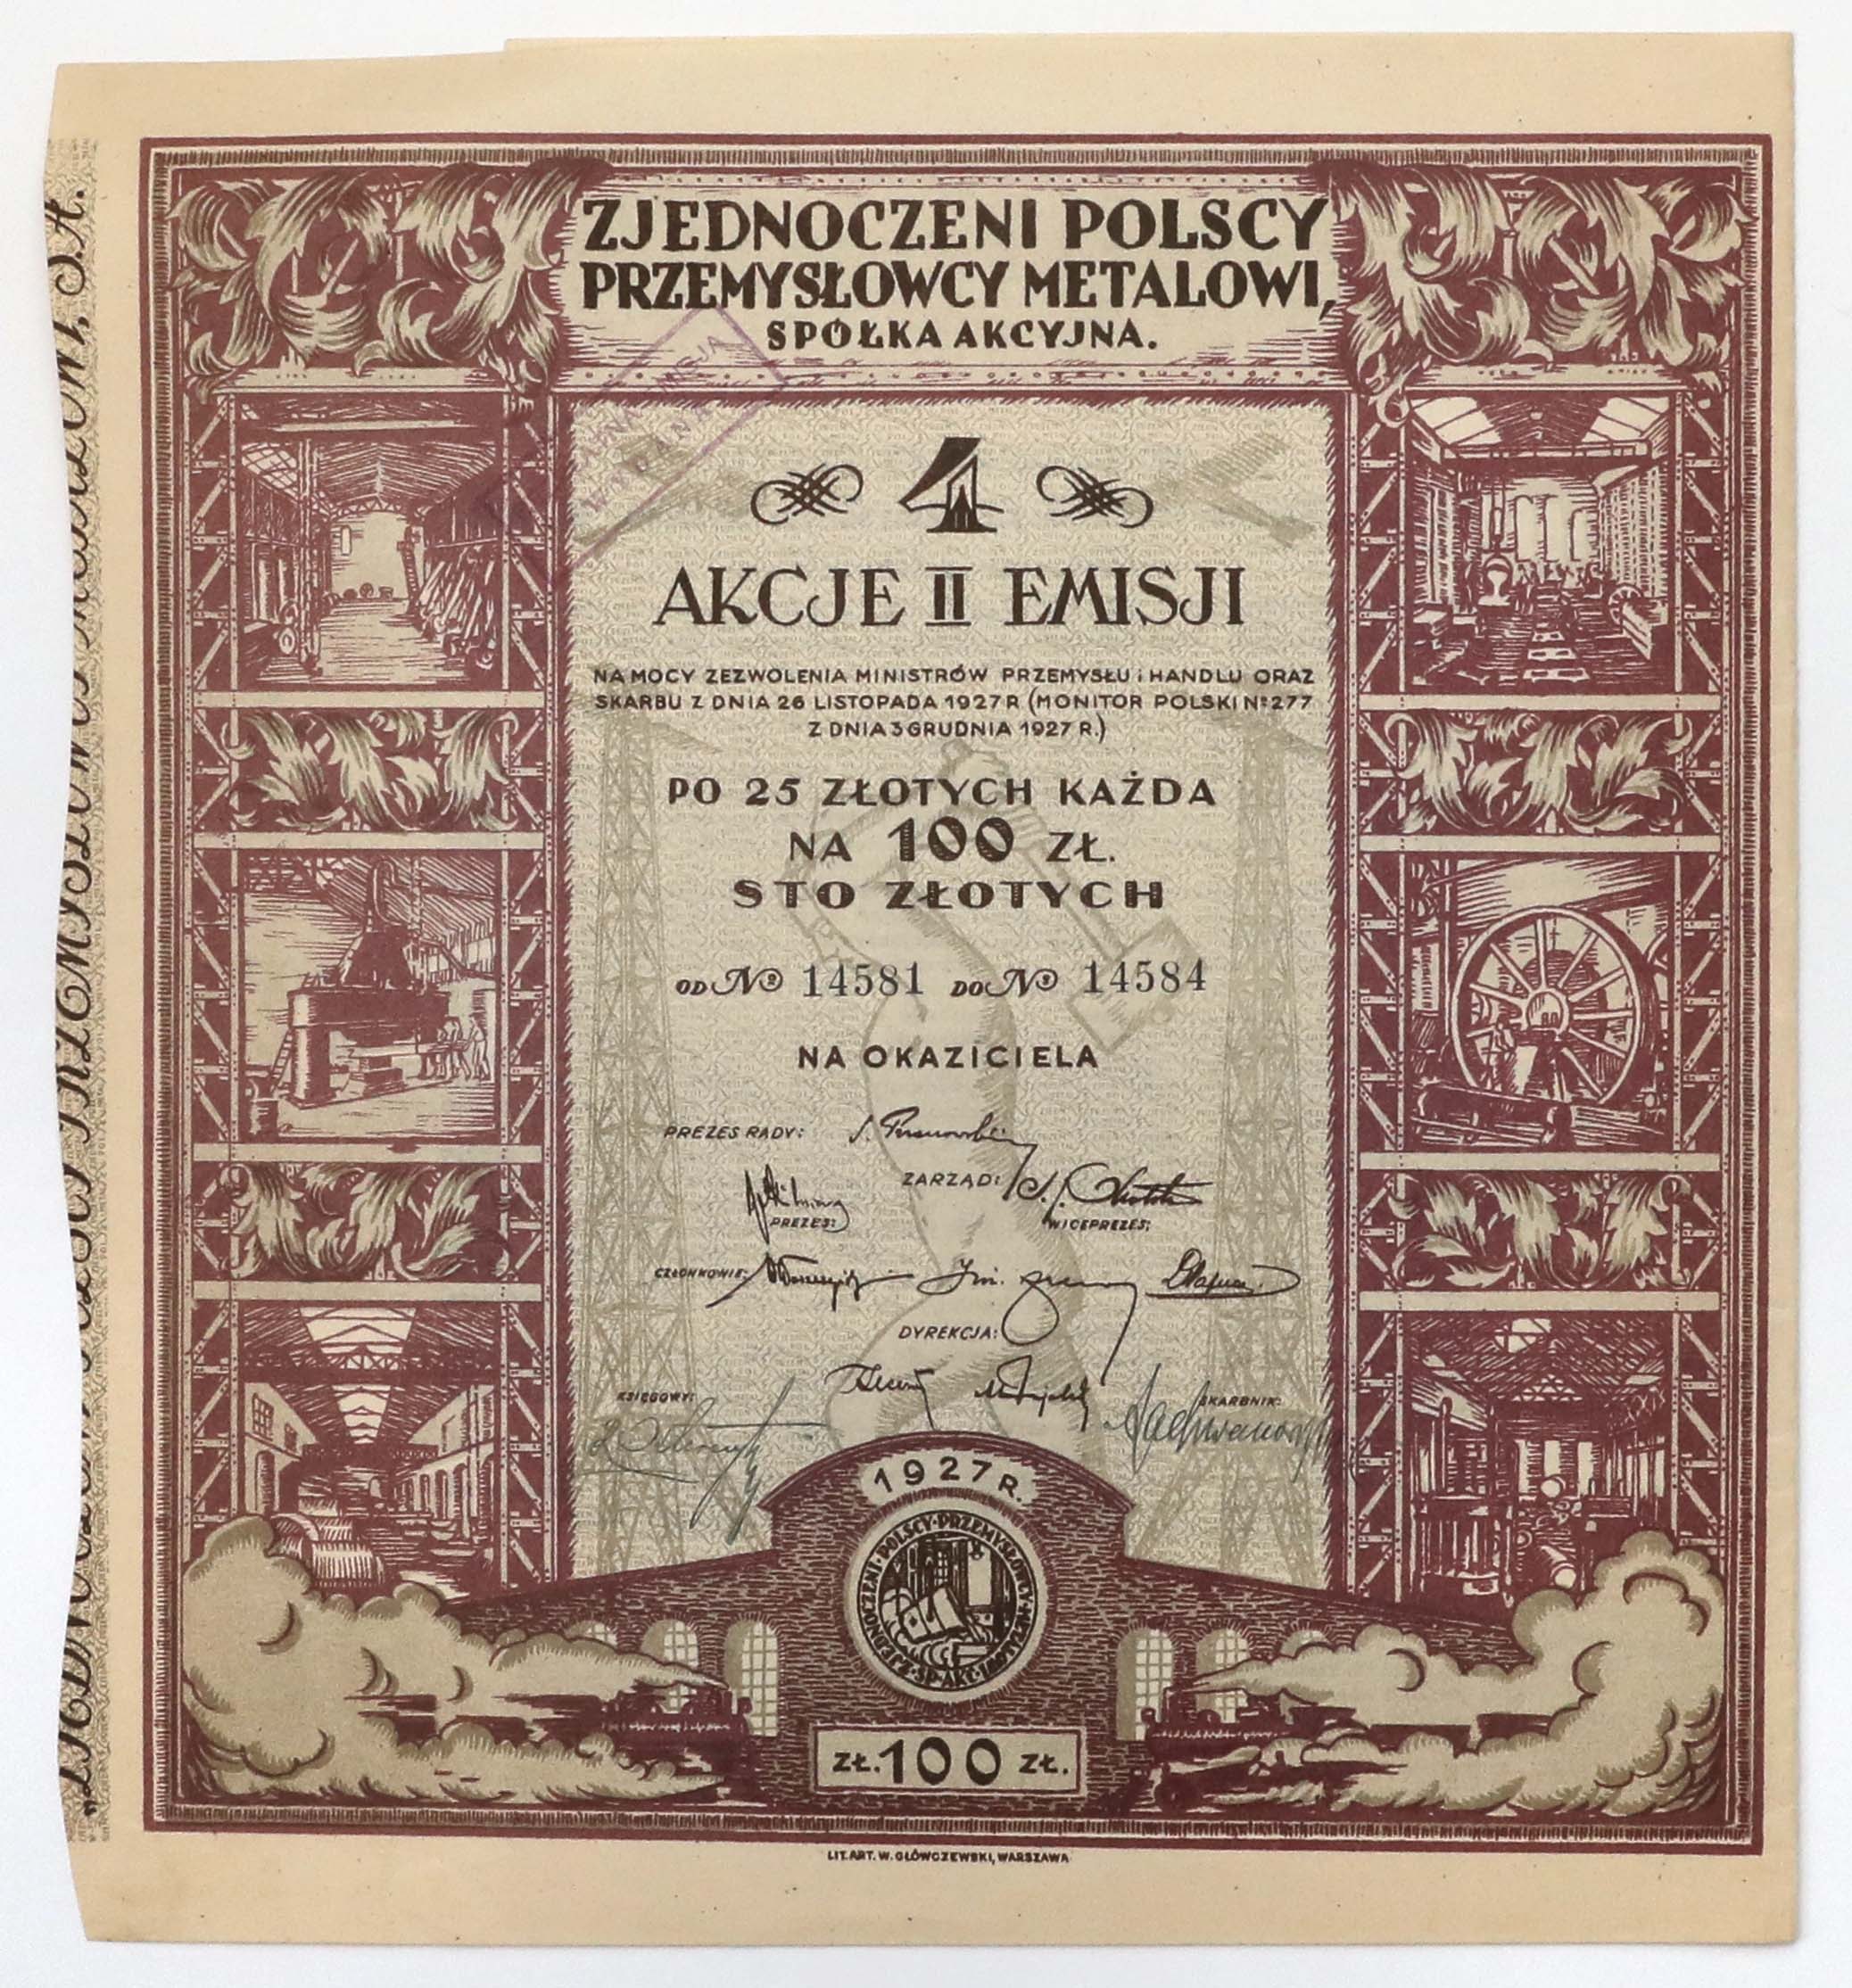 ZJEDNOCZENI POLSCY
PRZEMYSŁOWCY METALOWI,
SPÓŁKA AKCYJNA.
4
AKCJE II EMISJI
NA MOCY ZEZWOLENIA MINISTRÓW PRZEMYSŁU i HANDLU ORAZ
SKARBU Z DNIA 26 LISTOPADA 1927 R (MONITOR POLSKI Nº 277
Z DNIA 3 GRUDNIA 1927 R.)
PO 25 ZŁOTYCH KAŻDA
NA 100 ZŁ.
STO ZŁOTYCH
OD Nº 14581 DO Nº 14584
NA OKAZICIELA
PREZES RADY:
ZARZĄD:
PREZES: WICEPREZES:
CZŁONKOWIE:
DYREKCJA:
KSIĘGOWY: SKARBNIK:
1927 R.
ZJEDNOCZENI · POLSCY · PRZEMYSŁOWCY · METALOWI · SP · AKC ·
ZŁ. 100 ZŁ.
LIT. ART. W. GŁÓWCZEWSKI, WARSZAWA